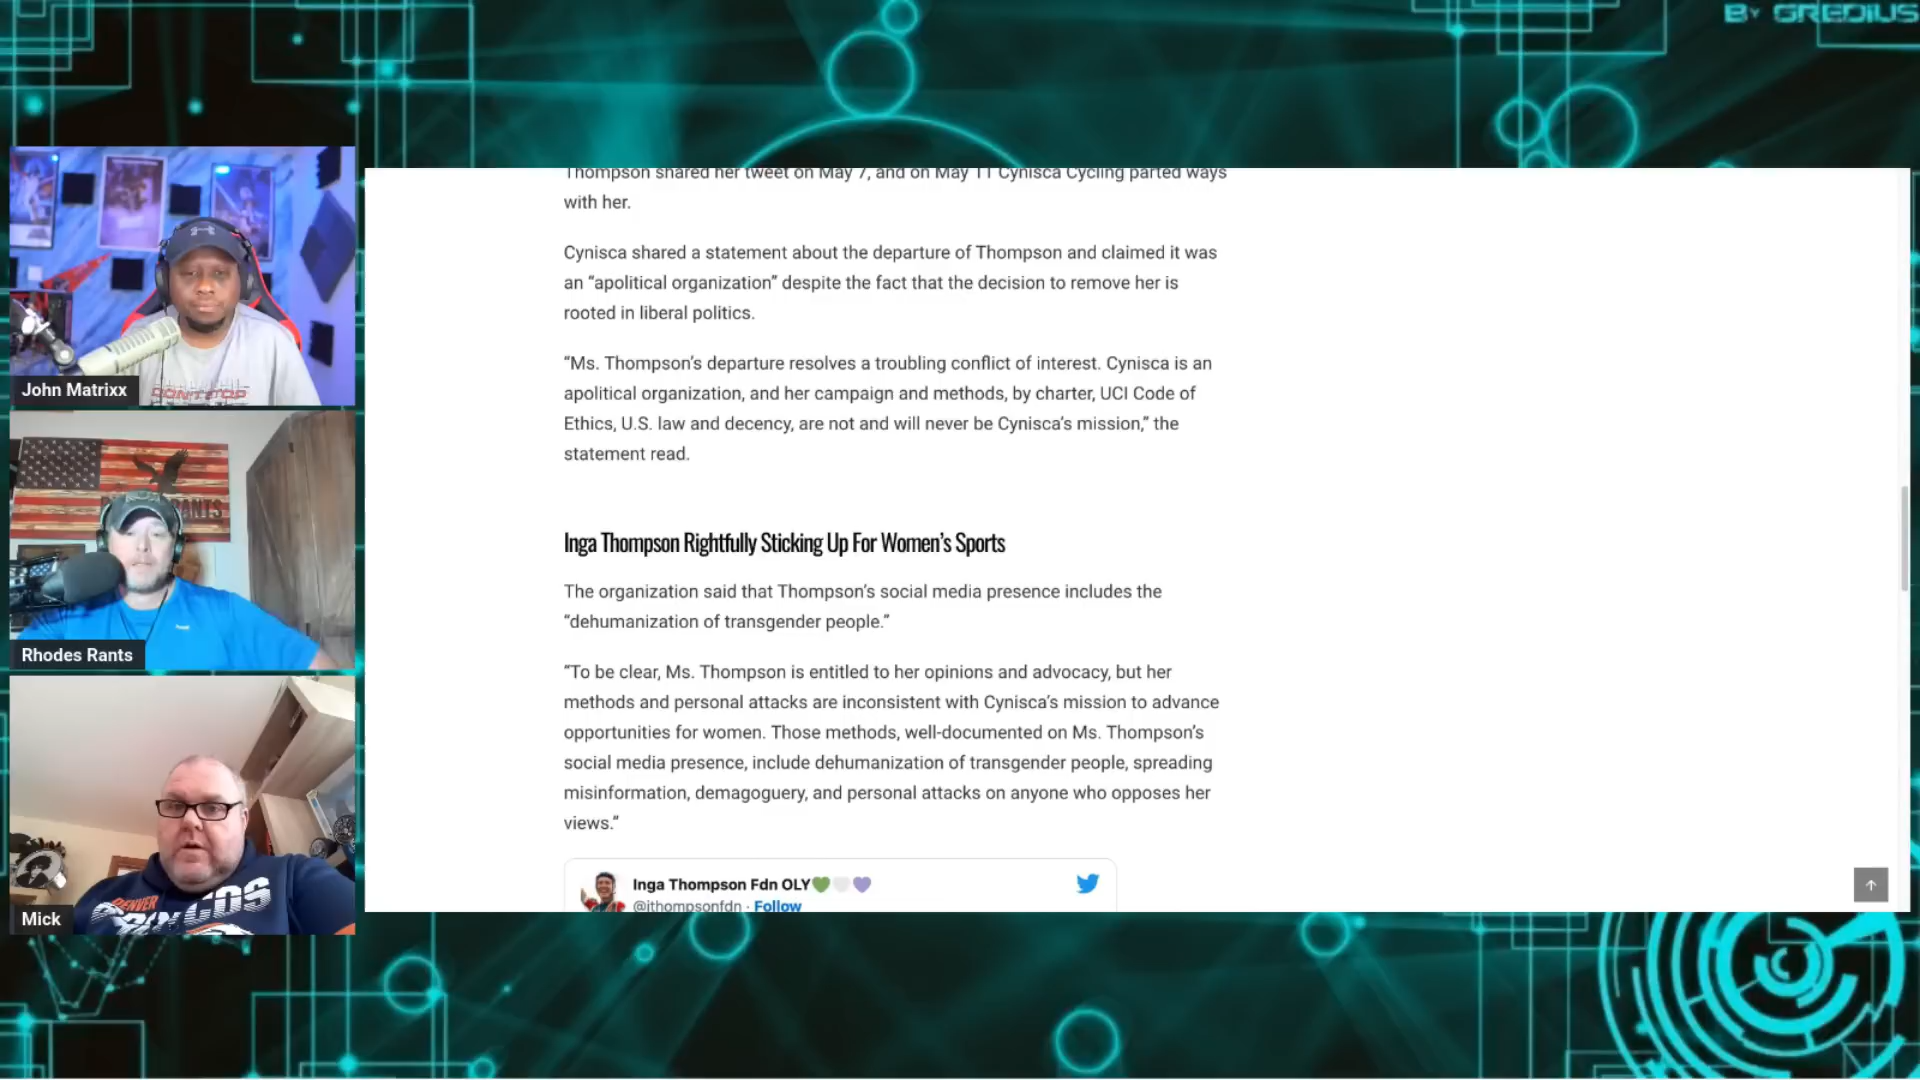 BY GREDIUS
Thompson shared her tweet on May 7, and on May 11 Cynisca Cycling parted ways
with her.
Cynisca shared a statement about the departure of Thompson and claimed it was
an “apolitical organization” despite the fact that the decision to remove her is
rooted in liberal politics.
“Ms. Thompson’s departure resolves a troubling conflict of interest. Cynisca is an
apolitical organization, and her campaign and methods, by charter, UCI Code of
Ethics, U.S. law and decency, are not and will never be Cynisca’s mission,” the
statement read.
Inga Thompson Rightfully Sticking Up For Women’s Sports
The organization said that Thompson’s social media presence includes the
“dehumanization of transgender people.”
“To be clear, Ms. Thompson is entitled to her opinions and advocacy, but her
methods and personal attacks are inconsistent with Cynisca’s mission to advance
opportunities for women. Those methods, well-documented on Ms. Thompson’s
social media presence, include dehumanization of transgender people, spreading
misinformation, demagoguery, and personal attacks on anyone who opposes her
views.”
Inga Thompson Fdn OLY💚🤍💜
@ithompsonfdn · Follow
DON'T STOP
John Matrixx
RANTS
Rhodes Rants
DENVER
BRONCOS
Mick